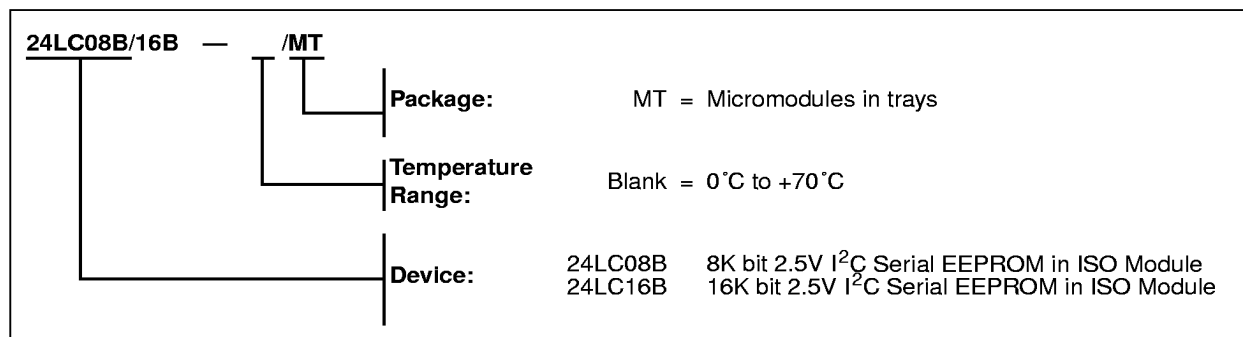 24LC08B/16B — _ /MT
Package: MT = Micromodules in trays
Temperature
Range: Blank = 0˚C to +70˚C
Device: 24LC08B 8K bit 2.5V I²C Serial EEPROM in ISO Module
24LC16B 16K bit 2.5V I²C Serial EEPROM in ISO Module